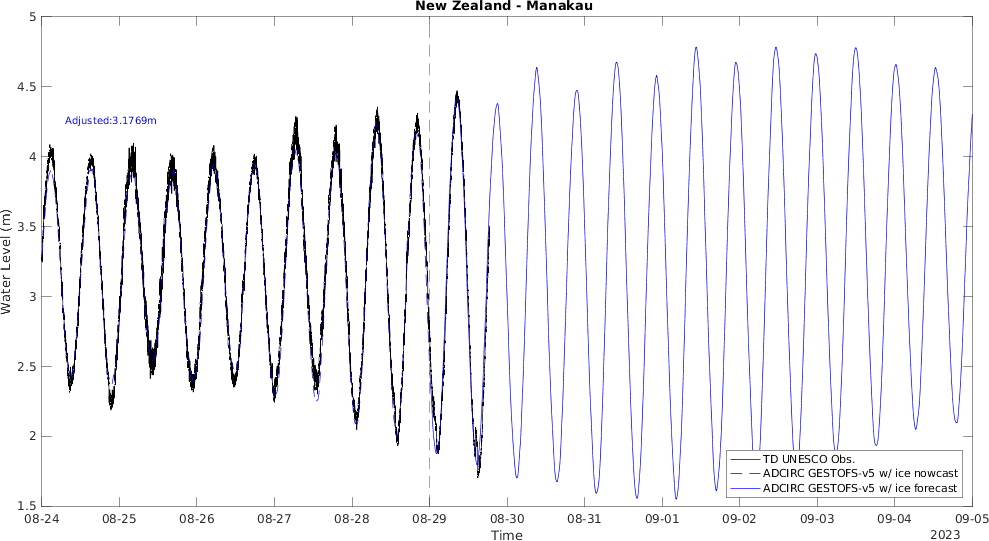 New Zealand - Manakau
5
4.5
4
3.5
3
2.5
2
1.5
Water Level (m)
Adjusted:3.1769m
TD UNESCO Obs.
ADCIRC GESTOFS-v5 w/ ice nowcast
ADCIRC GESTOFS-v5 w/ ice forecast
08-24 08-25 08-26 08-27 08-28 08-29 08-30 08-31 09-01 09-02 09-03 09-04 09-05
Time
2023